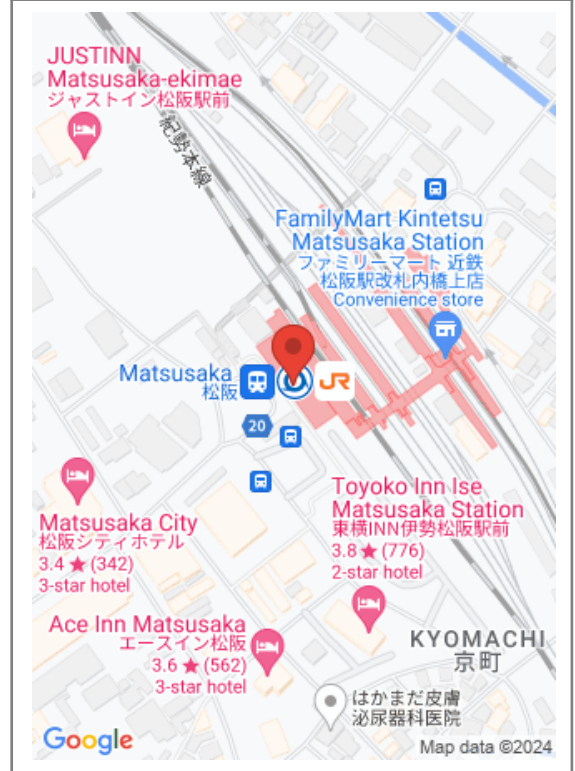 JUSTINN
Matsusaka-ekimae
ジャストイン松阪駅前
紀勢本線
FamilyMart Kintetsu
Matsusaka Station
ファミリーマート 近鉄
松阪駅改札内橋上店
Convenience store
Matsusaka
松阪
JR
20
Toyoko Inn Ise
Matsusaka Station
東横INN伊勢松阪駅前
3.8 ★ (776)
2-star hotel
Matsusaka City
松阪シティホテル
3.4 ★ (342)
3-star hotel
Ace Inn Matsusaka
エースイン松阪
3.6 ★ (562)
3-star hotel
KYOMACHI
京町
はかまだ皮膚
泌尿器科医院
Google
Map data ©2024